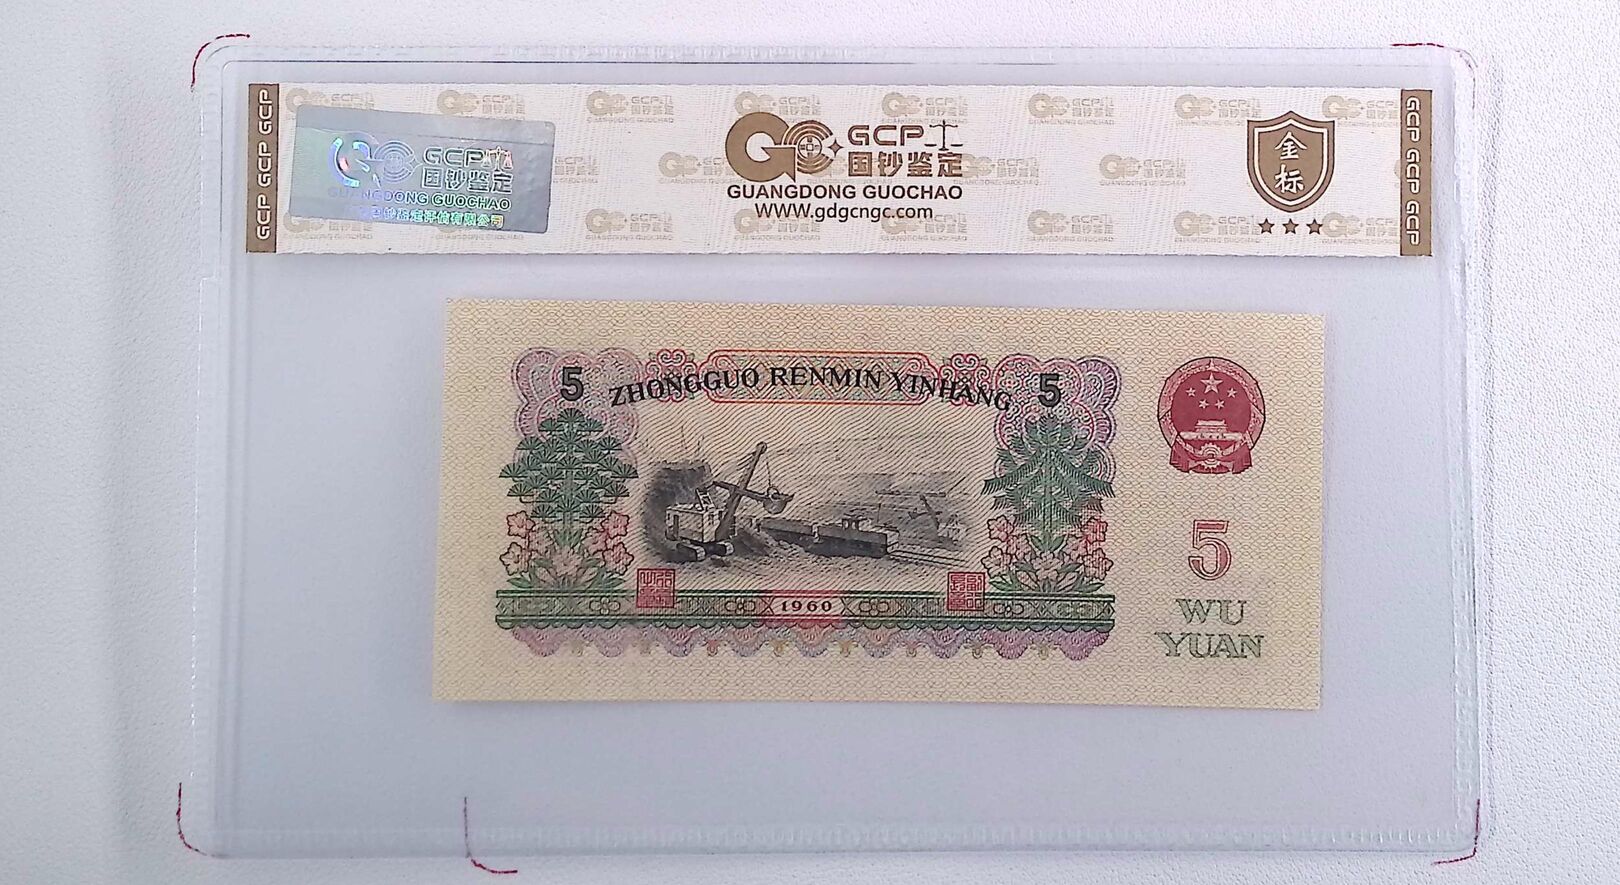 GCP GCP GCP
GCP
国钞鉴定
GUANGDONG GUOCHAO
GCP
国钞鉴定
GUANGDONG GUOCHAO
www.gdgcngc.com
金
标
GCP GCP GCP
5 ZHONGGUO RENMIN YINHANG 5
1960
5
WU
YUAN